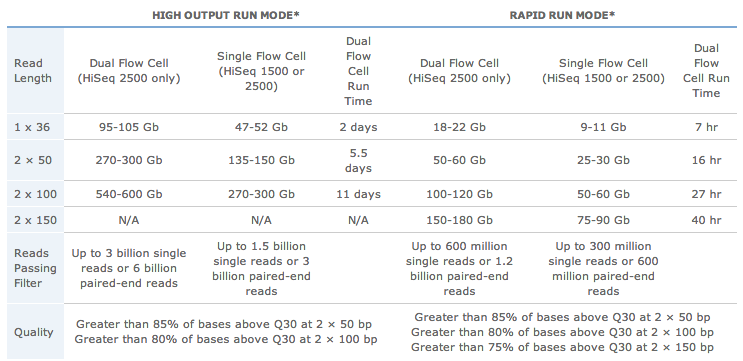 HIGH OUTPUT RUN MODE* RAPID RUN MODE*
Read Length
Dual Flow Cell
(HiSeq 2500 only)
Single Flow Cell
(HiSeq 1500 or
2500)
Dual
Flow
Cell
Run
Time
Dual Flow Cell
(HiSeq 2500 only)
Single Flow Cell
(HiSeq 1500 or 2500)
Dual
Flow
Cell Run
Time
1 x 36 95-105 Gb 47-52 Gb 2 days 18-22 Gb 9-11 Gb 7 hr
2 × 50 270-300 Gb 135-150 Gb 5.5 days 50-60 Gb 25-30 Gb 16 hr
2 x 100 540-600 Gb 270-300 Gb 11 days 100-120 Gb 50-60 Gb 27 hr
2 x 150 N/A N/A N/A 150-180 Gb 75-90 Gb 40 hr
Reads
Passing
Filter
Up to 3 billion single
reads or 6 billion
paired-end reads
Up to 1.5 billion
single reads or 3
billion paired-end
reads
Up to 600 million
single reads or 1.2
billion paired-end
reads
Up to 300 million
single reads or 600
million paired-end
reads
Quality
Greater than 85% of bases above Q30 at 2 × 50 bp
Greater than 80% of bases above Q30 at 2 × 100 bp
Greater than 85% of bases above Q30 at 2 × 50 bp
Greater than 80% of bases above Q30 at 2 × 100 bp
Greater than 75% of bases above Q30 at 2 × 150 bp